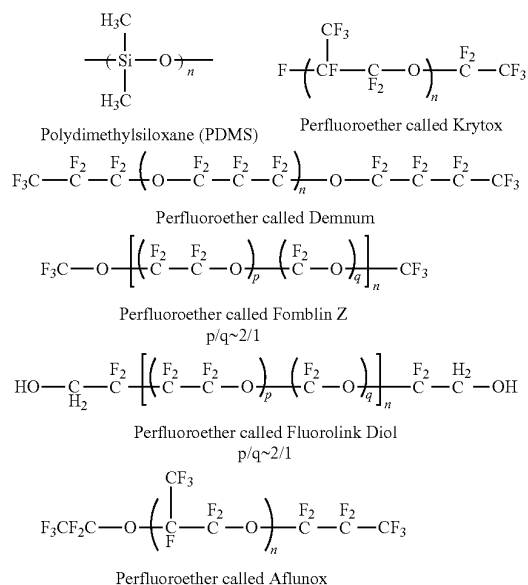 H₃C
Si O n
H₃C
Polydimethylsiloxane (PDMS)
CF₃
F CF C F₂ O n F₂ C CF₃
Perfluoroether called Krytox
F₃C F₂ C F₂ C O F₂ C F₂ C F₂ C n O F₂ C F₂ C F₂ C CF₃
Perfluoroether called Demnum
F₃C O F₂ C F₂ C O p F₂ C O q n CF₃
Perfluoroether called Fomblin Z
p/q~2/1
HO C H₂ F₂ C F₂ C F₂ C O p F₂ C O q n F₂ C H₂ C OH
Perfluoroether called Fluorolink Diol
p/q~2/1
CF₃
F₃CF₂C O C F F₂ C O n F₂ C F₂ C CF₃
Perfluoroether called Aflunox